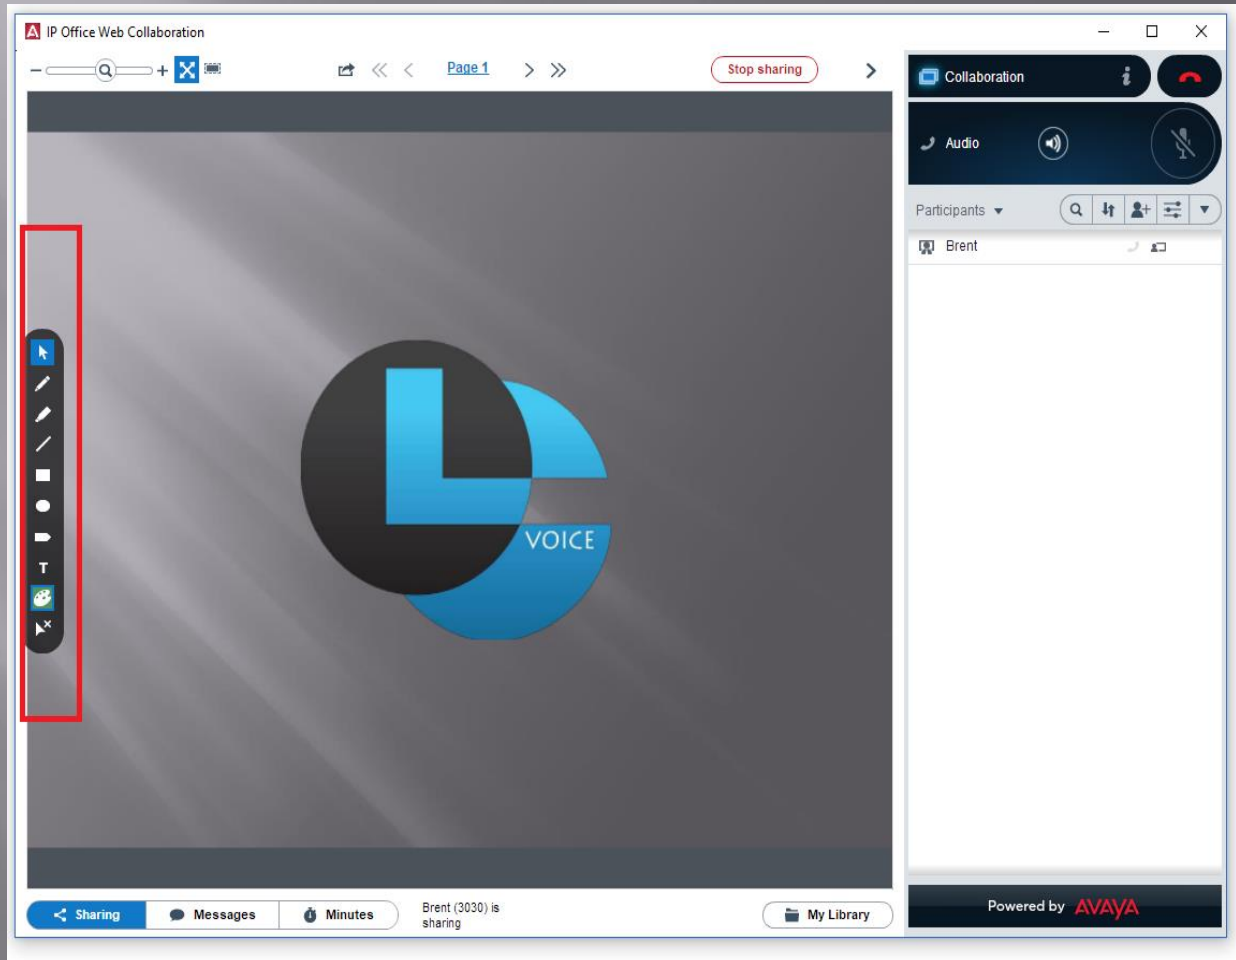 IP Office Web Collaboration
Page 1
Stop sharing
Collaboration
Audio
Participants
Brent
T
VOICE
Sharing
Messages
Minutes
Brent (3030) is
sharing
My Library
Powered by AVAYA